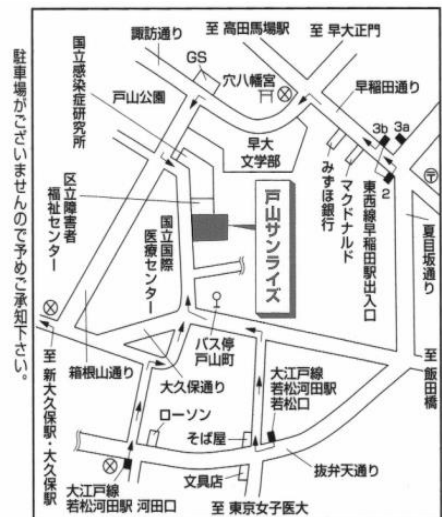 至高田馬場駅
至早大正門
諏訪通り
GS
穴八幡宮
早稲田通り
国立感染症研究所
戸山公園
早大
文学部
3b
3a
2
みずほ銀行
マクドナルド
東西線早稲田駅出入口
夏目坂通り
区立障害者
福祉センター
国立国際
医療センター
戸山サンライズ
駐車場がございませんので予めご承知下さい。
バス停
戸山町
至新大久保駅・大久保駅
箱根山通り
大久保通り
大江戸線
若松河田駅
若松口
至飯田橋
ローソン
そば屋
抜弁天通り
文具店
大江戸線
若松河田駅 河田口
至東京女子医大